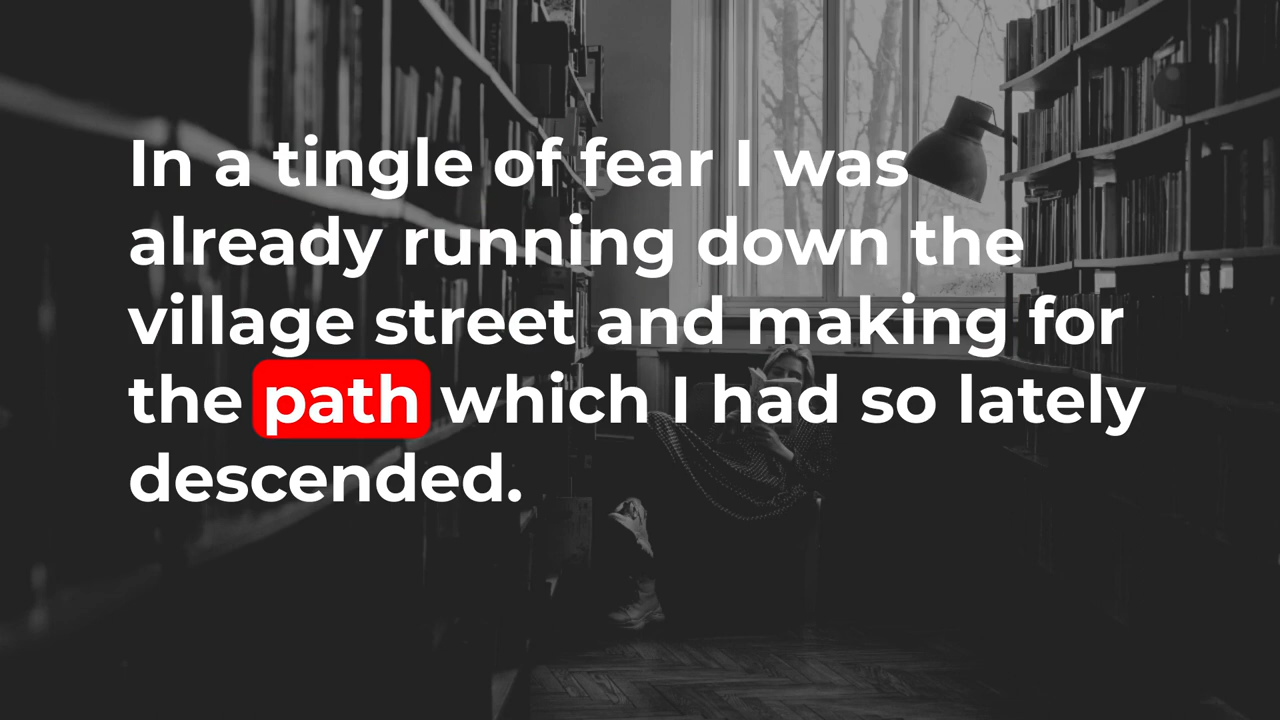 In a tingle of fear I was
already running down the
village street and making for
the path which I had so lately
descended.